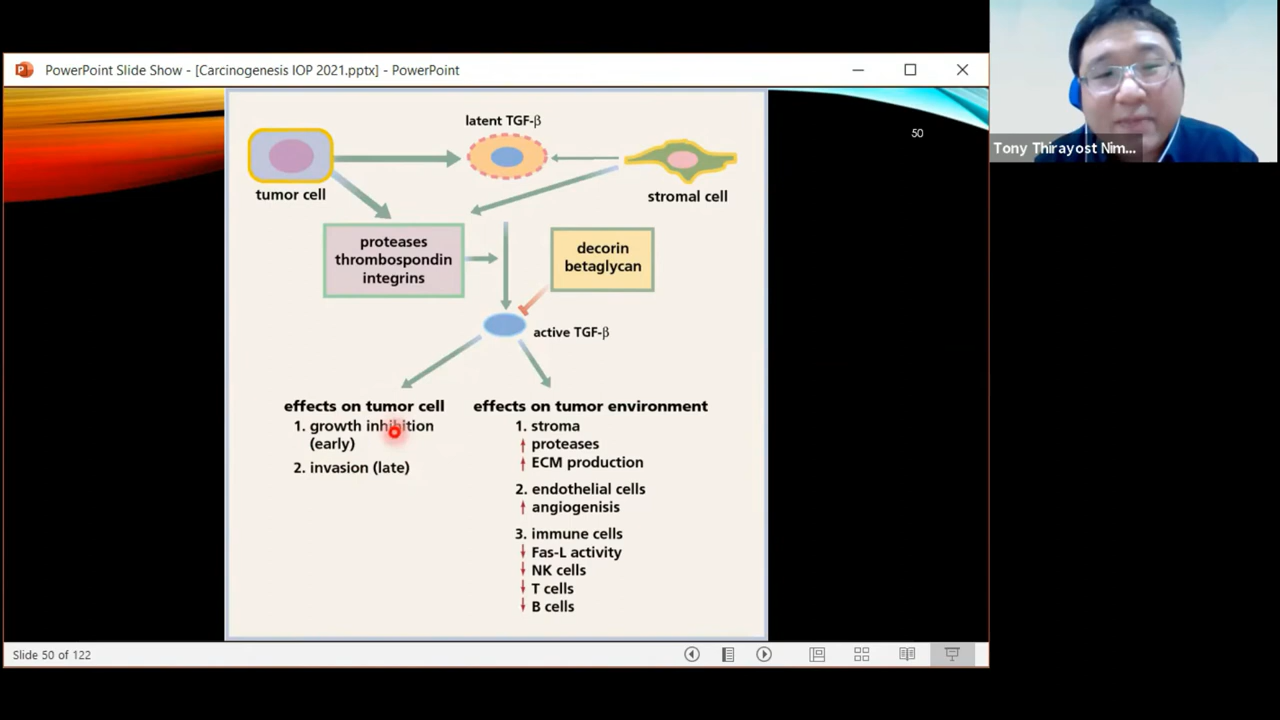 PowerPoint Slide Show - [Carcinogenesis IOP 2021.pptx] - PowerPoint
50
Tony Thirayost Nim...
latent TGF-β
tumor cell
stromal cell
proteases
thrombospondin
integrins
decorin
betaglycan
active TGF-β
effects on tumor cell
1. growth inhibition
(early)
2. invasion (late)
effects on tumor environment
1. stroma
↑ proteases
↑ ECM production
2. endothelial cells
↑ angiogenisis
3. immune cells
↓ Fas-L activity
↓ NK cells
↓ T cells
↓ B cells
Slide 50 of 122